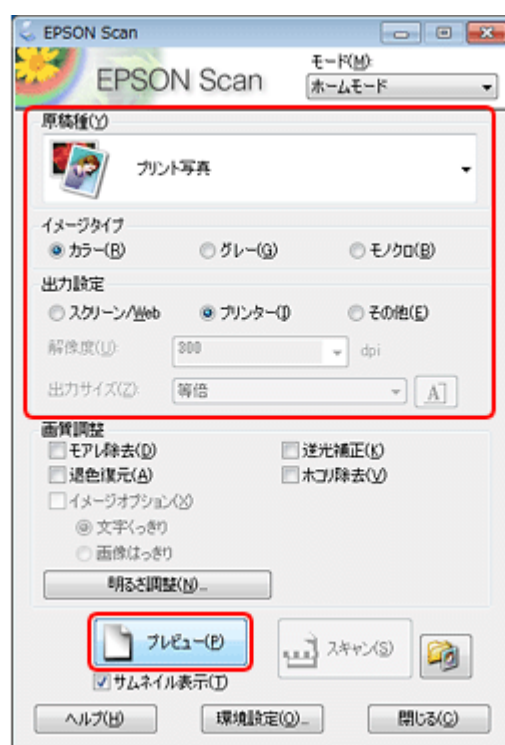 EPSON Scan
EPSON Scan
モード(M):
ホームモード
原稿種(Y)
プリント写真
イメージタイプ
カラー(R) グレー(G) モノクロ(B)
出力設定
スクリーン/Web プリンター(I) その他(E)
解像度(U): 300 dpi
出力サイズ(Z): 等倍
画質調整
モアレ除去(D) 逆光補正(K)
退色復元(A) ホコリ除去(V)
イメージオプション(X)
文字くっきり
画像はっきり
明るさ調整(N)...
プレビュー(P) スキャン(S)
サムネイル表示(T)
ヘルプ(H) 環境設定(O)... 閉じる(C)